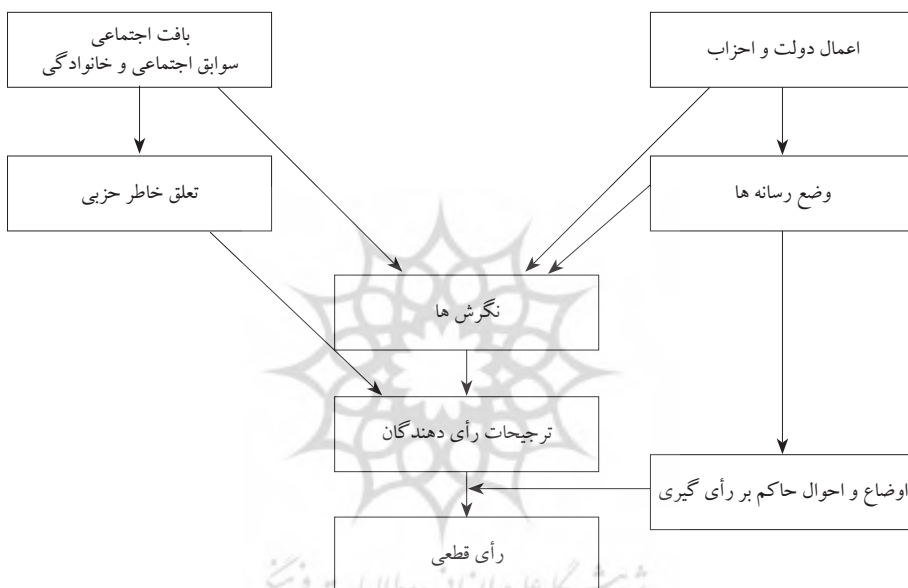 اعمال دولت و احزاب
بافت اجتماعی
سوابق اجتماعی و خانوادگی
وضع رسانه ها
تعلق خاطر حزبی
نگرش ها
ترجیحات رأی دهندگان
اوضاع و احوال حاکم بر رأی گیری
رأی قطعی